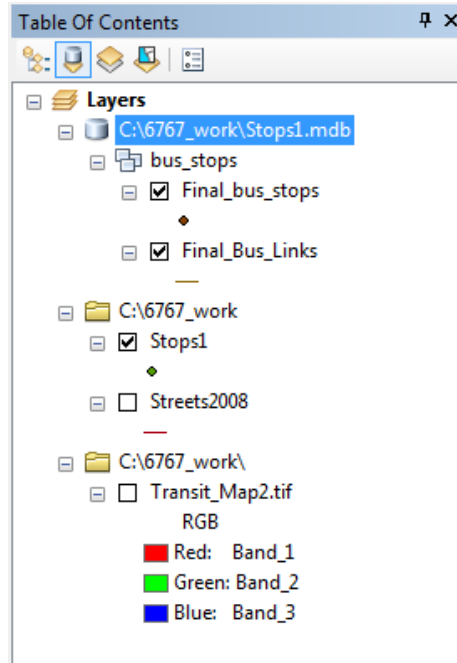 Table Of Contents
Layers
C:\6767_work\Stops1.mdb
bus_stops
Final_bus_stops
Final_Bus_Links
C:\6767_work
Stops1
Streets2008
C:\6767_work\
Transit_Map2.tif
RGB
Red: Band_1
Green: Band_2
Blue: Band_3